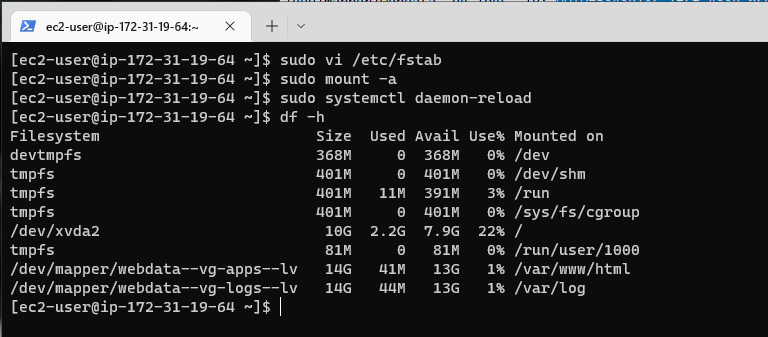 ec2-user@ip-172-31-19-64:~
[ec2-user@ip-172-31-19-64 ~]$ sudo vi /etc/fstab
[ec2-user@ip-172-31-19-64 ~]$ sudo mount -a
[ec2-user@ip-172-31-19-64 ~]$ sudo systemctl daemon-reload
[ec2-user@ip-172-31-19-64 ~]$ df -h
Filesystem                       Size  Used Avail Use% Mounted on
devtmpfs                         368M     0  368M   0% /dev
tmpfs                            401M     0  401M   0% /dev/shm
tmpfs                            401M   11M  391M   3% /run
tmpfs                            401M     0  401M   0% /sys/fs/cgroup
/dev/xvda2                        10G  2.2G  7.9G  22% /
tmpfs                             81M     0   81M   0% /run/user/1000
/dev/mapper/webdata--vg-apps--lv  14G   41M   13G   1% /var/www/html
/dev/mapper/webdata--vg-logs--lv  14G   44M   13G   1% /var/log
[ec2-user@ip-172-31-19-64 ~]$